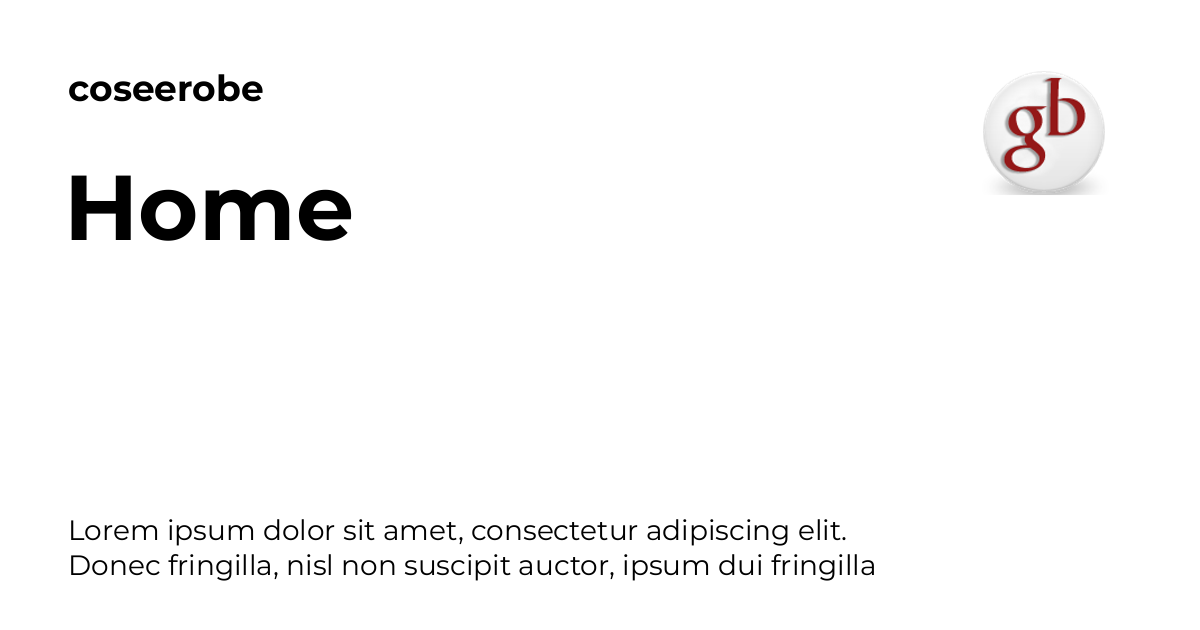 coseerobe
gb
Home
Lorem ipsum dolor sit amet, consectetur adipiscing elit.
Donec fringilla, nisl non suscipit auctor, ipsum dui fringilla